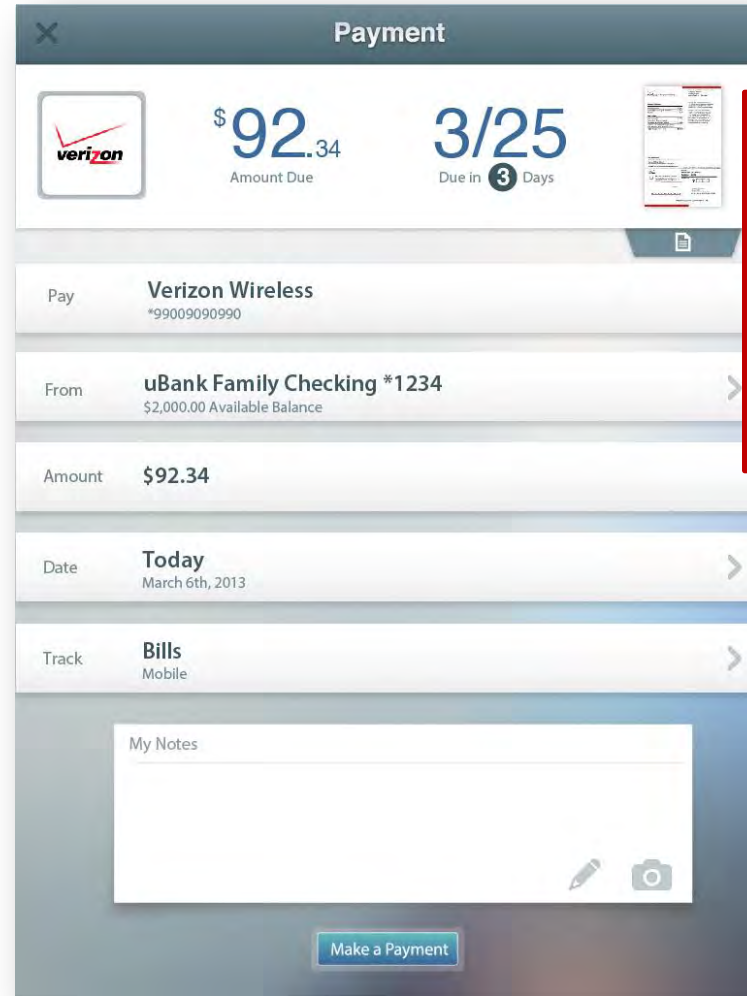 Payment
verizon
$92.34
Amount Due
3/25
Due in 3 Days
Pay
Verizon Wireless
*99009090990
From
uBank Family Checking *1234
$2,000.00 Available Balance
Amount
$92.34
Date
Today
March 6th, 2013
Track
Bills
Mobile
My Notes
Make a Payment